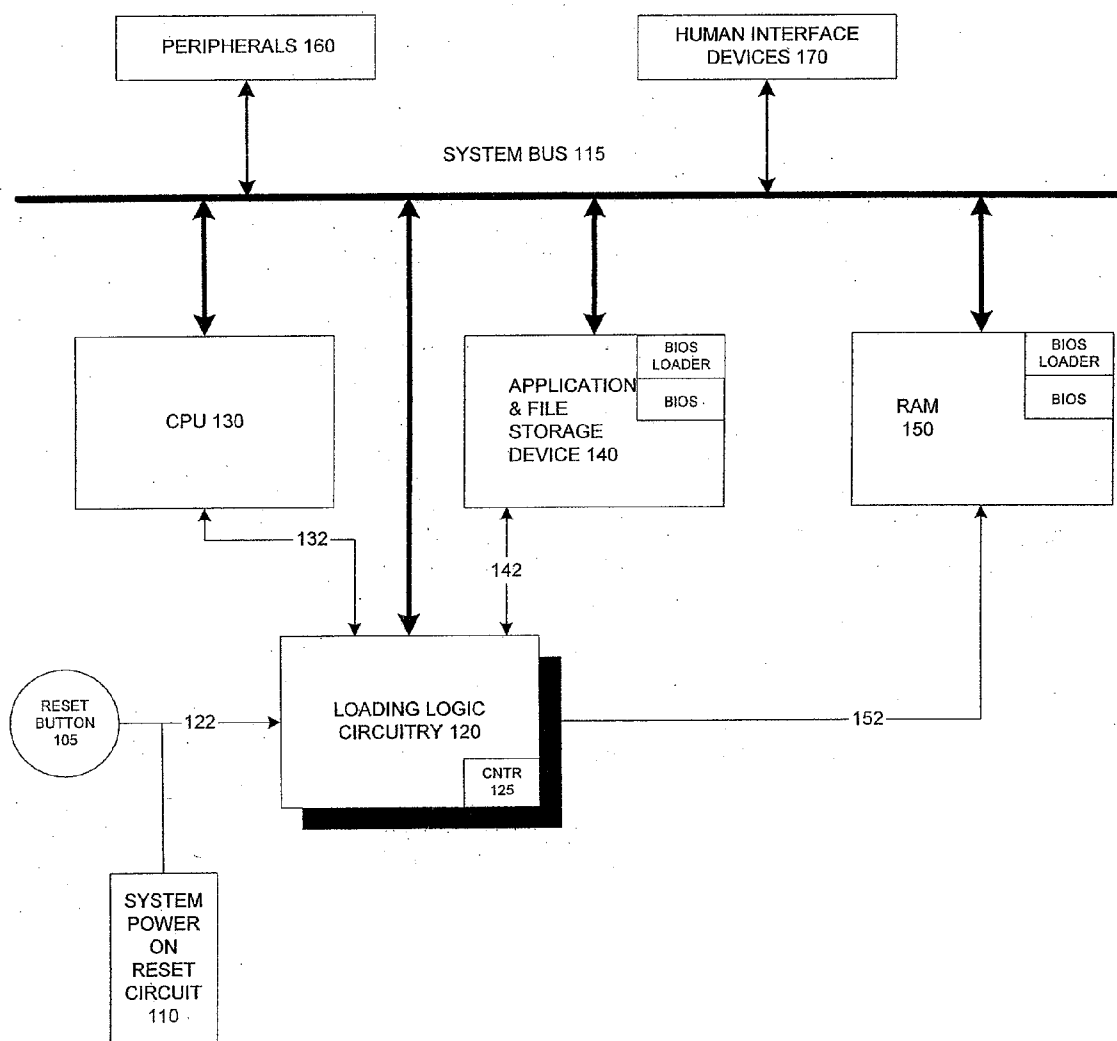 PERIPHERALS 160
HUMAN INTERFACE
DEVICES 170
SYSTEM BUS 115
CPU 130
APPLICATION
& FILE
STORAGE
DEVICE 140
BIOS
LOADER
BIOS
RAM
150
BIOS
LOADER
BIOS
132
142
RESET
BUTTON
105
122
LOADING LOGIC
CIRCUITRY 120
CNTR
125
152
SYSTEM
POWER
ON
RESET
CIRCUIT
110